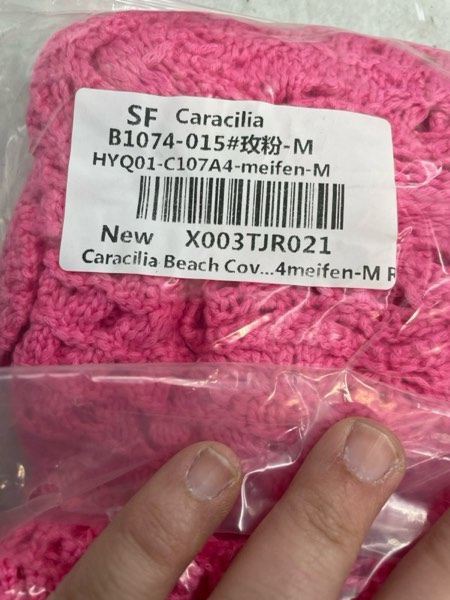 SF Caracilia
B1074-015#玫粉-M
HYQ01-C107A4-meifen-M
New X003TJR021
Caracilia Beach Cov...4meifen-M R